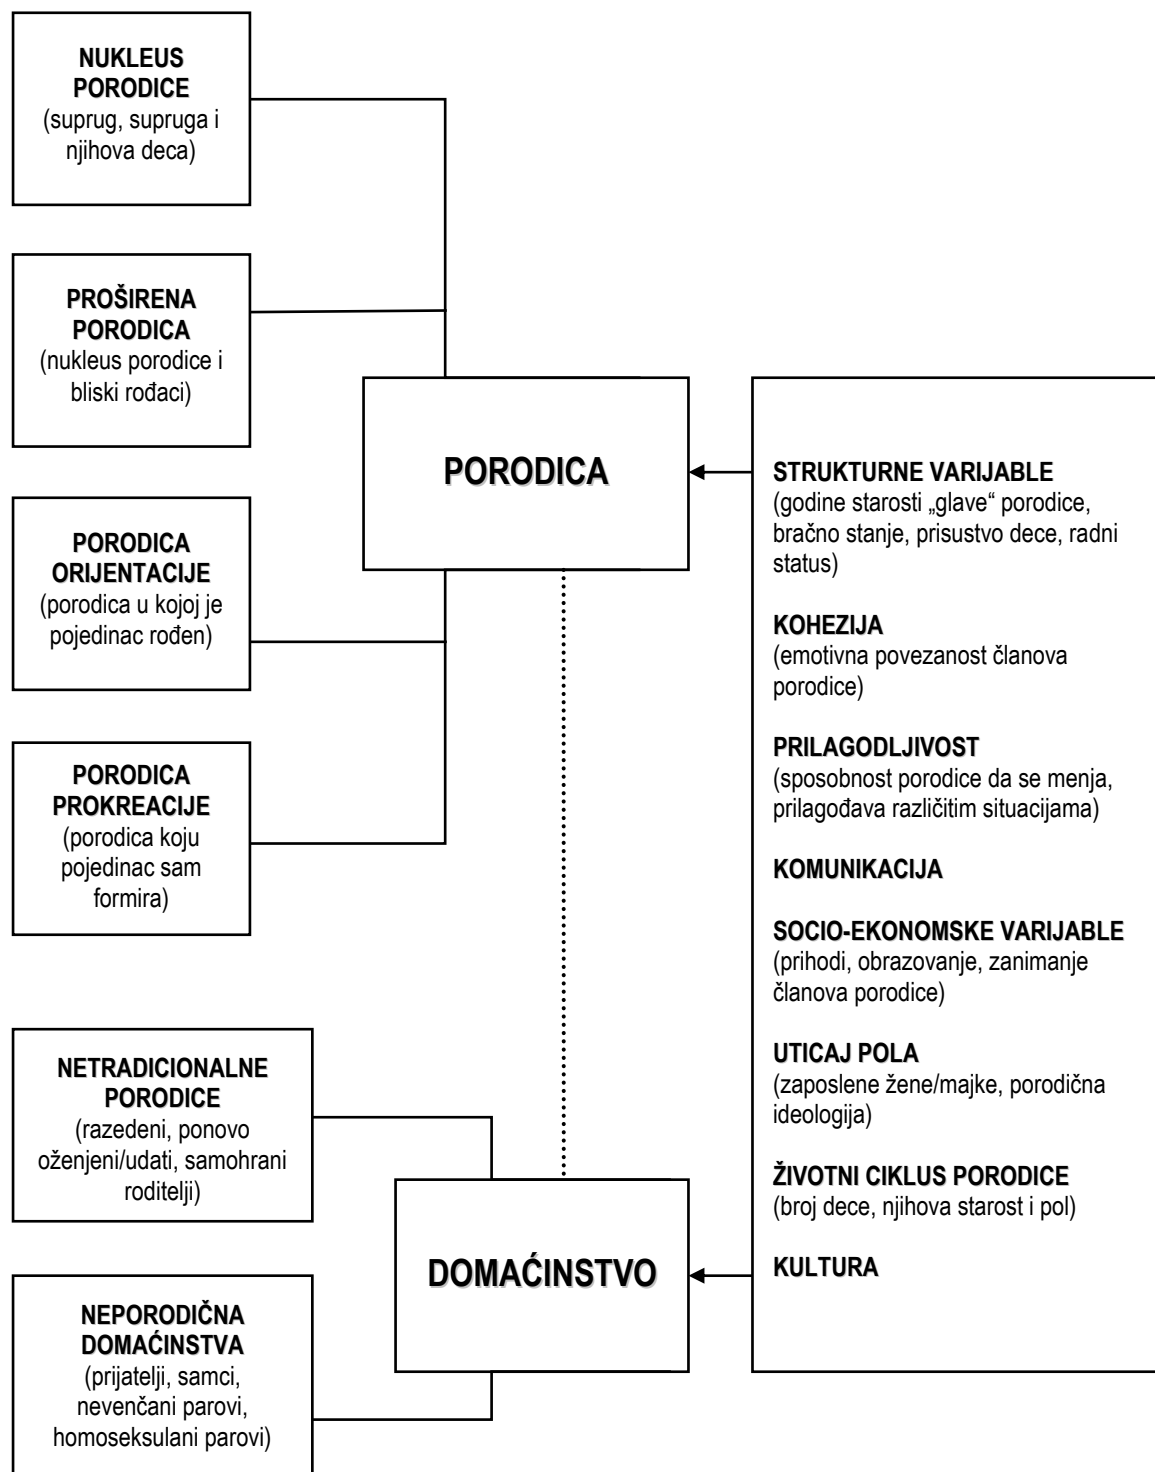 NUKLEUS
PORODICE
(suprug, supruga i
njihova deca)
PROŠIRENA
PORODICA
(nukleus porodice i
bliski rođaci)
PORODICA
ORIJENTACIJE
(porodica u kojoj je
pojedinac rođen)
PORODICA
PROKREACIJE
(porodica koju
pojedinac sam
formira)
NETRADICIONALNE
PORODICE
(razedeni, ponovo
oženjeni/udati, samohrani
roditelji)
NEPORODIČNA
DOMAĆINSTVA
(prijatelji, samci,
nevenčani parovi,
homoseksulani parovi)
PORODICA
DOMAĆINSTVO
STRUKTURNE VARIJABLE
(godine starosti „glave“ porodice,
bračno stanje, prisustvo dece, radni
status)
KOHEZIJA
(emotivna povezanost članova
porodice)
PRILAGODLJIVOST
(sposobnost porodice da se menja,
prilagođava različitim situacijama)
KOMUNIKACIJA
SOCIO-EKONOMSKE VARIJABLE
(prihodi, obrazovanje, zanimanje
članova porodice)
UTICAJ POLA
(zaposlene žene/majke, porodična
ideologija)
ŽIVOTNI CIKLUS PORODICE
(broj dece, njihova starost i pol)
KULTURA